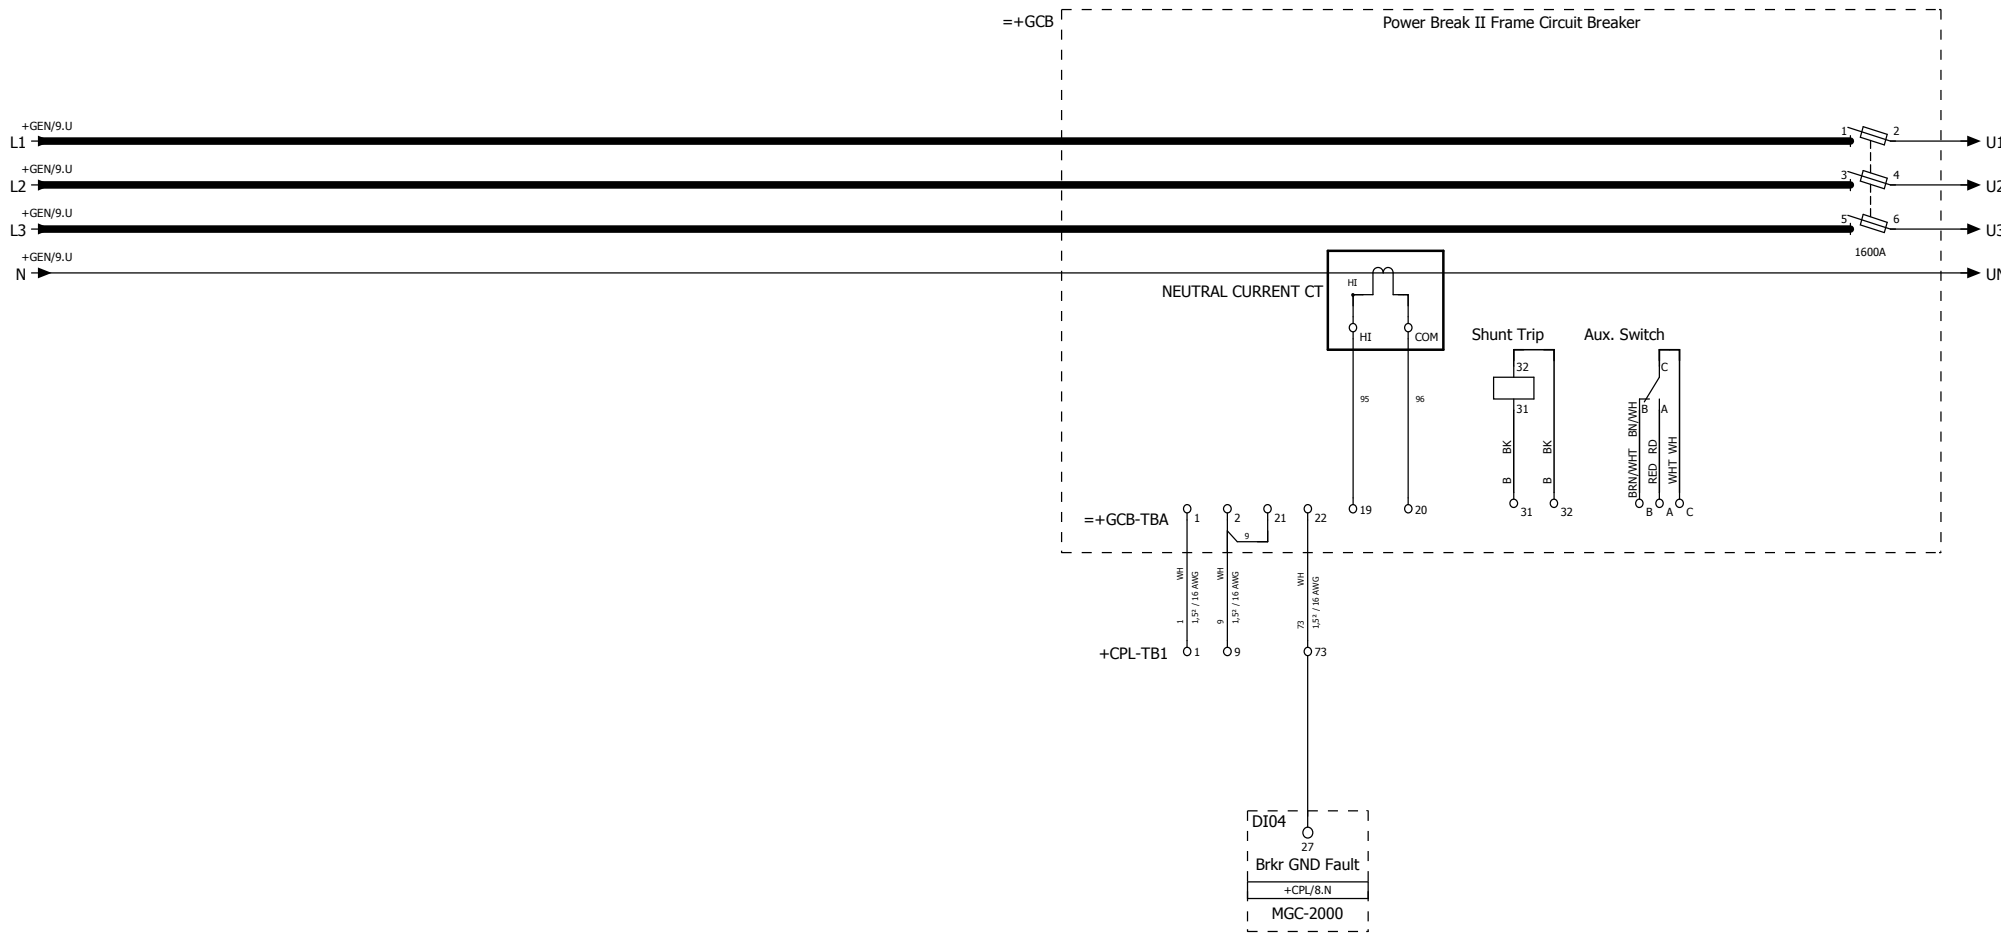 =+GCB
Power Break II Frame Circuit Breaker
+GEN/9.U
L1
1
2
U1
+GEN/9.U
L2
3
4
U2
+GEN/9.U
L3
5
6
U3
1600A
+GEN/9.U
N
UN
HI
NEUTRAL CURRENT CT
HI
COM
Shunt Trip
Aux. Switch
32
C
31
B
A
95
96
BK
BK
BN/WH
RD
WH
B
B
BRN/WHT
RED
WHT
=+GCB-TBA
1
2
21
22
19
20
31
32
B
A
C
9
WH
1,5² / 16 AWG
1
WH
1,5² / 16 AWG
9
WH
1,5² / 16 AWG
73
+CPL-TB1
1
9
73
DI04
27
Brkr GND Fault
+CPL/8.N
MGC-2000